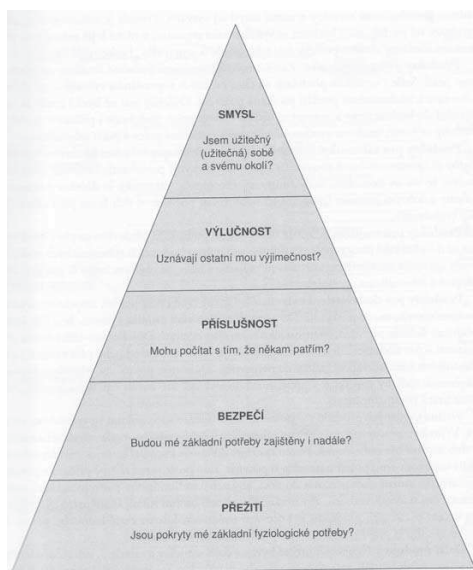 SMYSL
Jsem užitečný
(užitečná) sobě
a svému okolí?
VÝLUČNOST
Uznávají ostatní mou výjimečnost?
PŘÍSLUŠNOST
Mohu počítat s tím, že někam patřím?
BEZPEČÍ
Budou mé základní potřeby zajištěny i nadále?
PŘEŽITÍ
Jsou pokryty mé základní fyziologické potřeby?